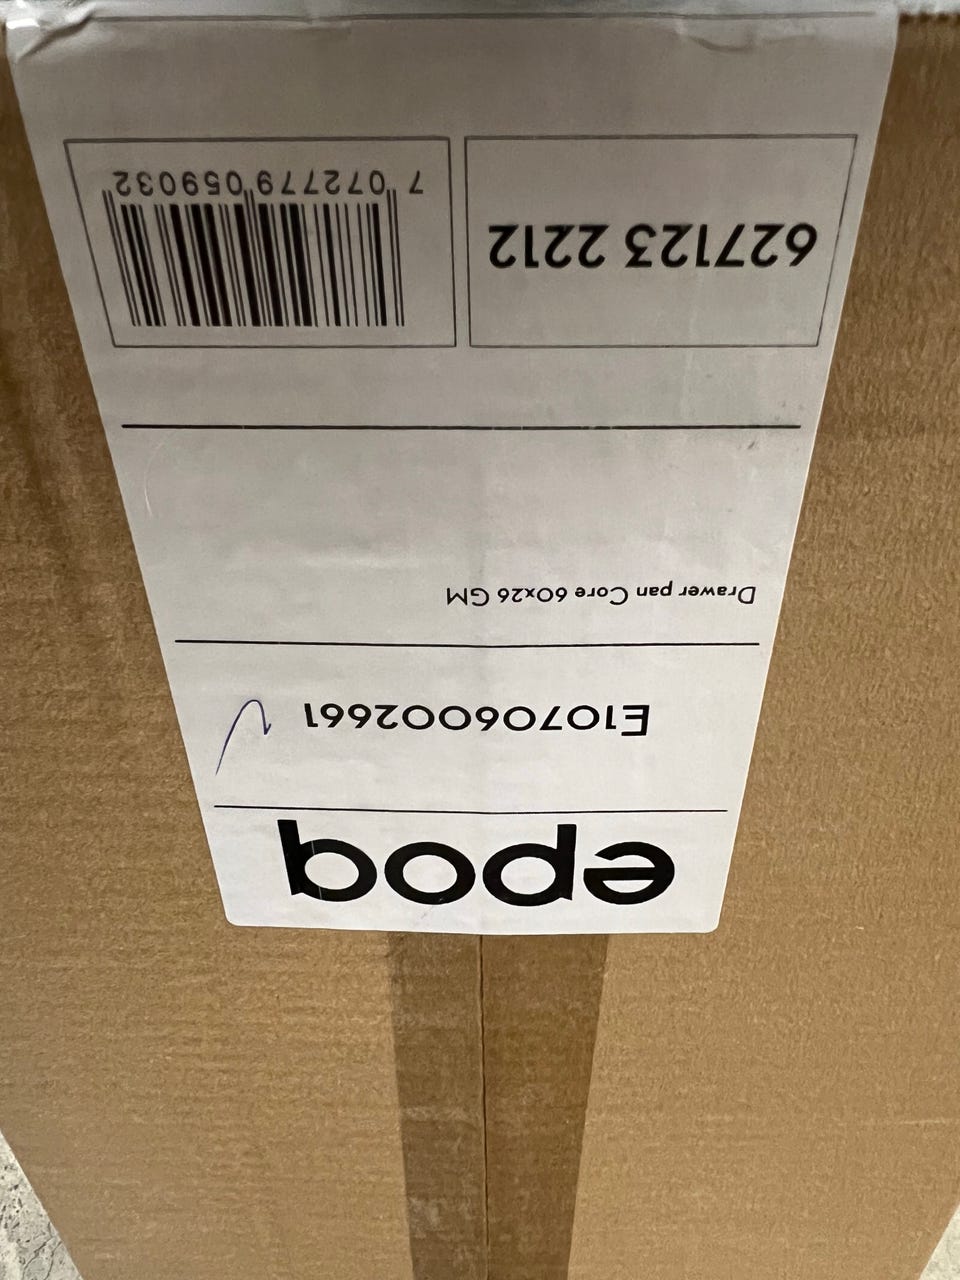 epoq
E10706002661
Drawer pan Core 60x26 GM
627123 2212
7 072779 059032